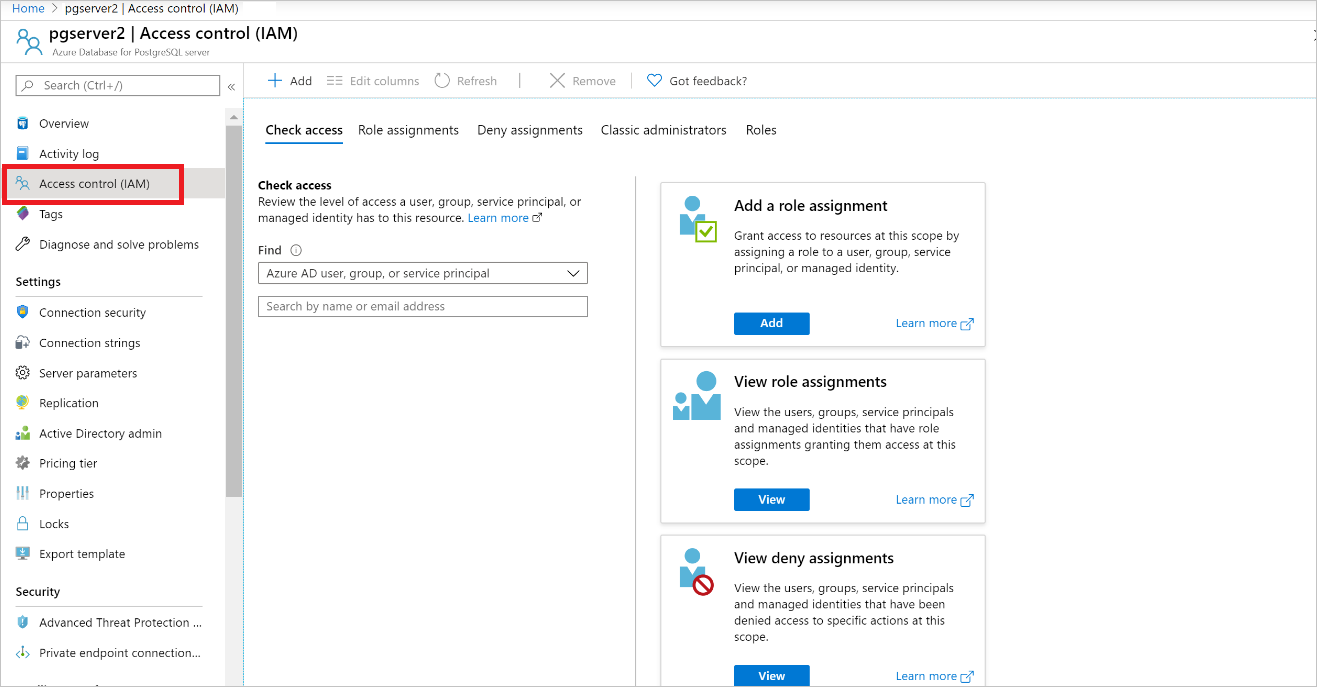 Home > pgserver2 | Access control (IAM)
pgserver2 | Access control (IAM)
Azure Database for PostgreSQL server
Search (Ctrl+/)
«
Overview
Activity log
Access control (IAM)
Tags
Diagnose and solve problems
Settings
Connection security
Connection strings
Server parameters
Replication
Active Directory admin
Pricing tier
Properties
Locks
Export template
Security
Advanced Threat Protection ...
Private endpoint connection...
Add
Edit columns
Refresh
Remove
Got feedback?
Check access
Role assignments
Deny assignments
Classic administrators
Roles
Check access
Review the level of access a user, group, service principal, or
managed identity has to this resource. Learn more
Find
Azure AD user, group, or service principal
Search by name or email address
Add a role assignment
Grant access to resources at this scope by
assigning a role to a user, group, service
principal, or managed identity.
Add
Learn more
View role assignments
View the users, groups, service principals
and managed identities that have role
assignments granting them access at this
scope.
View
Learn more
View deny assignments
View the users, groups, service principals
and managed identities that have been
denied access to specific actions at this
scope.
View
Learn more